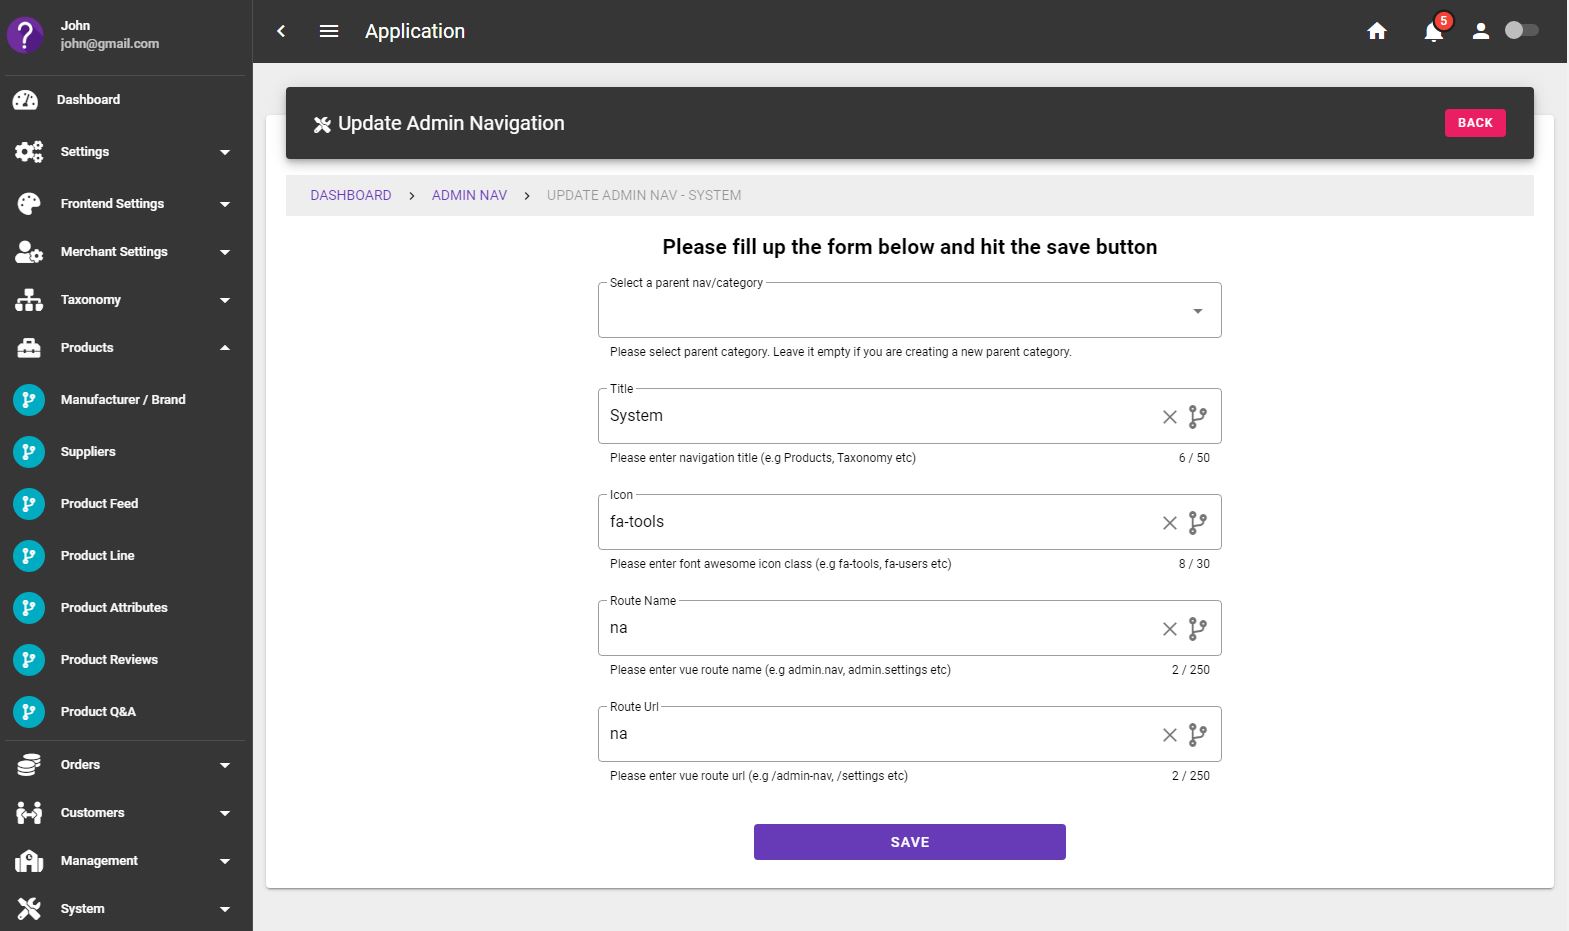 John
john@gmail.com
Dashboard
Settings
Frontend Settings
Merchant Settings
Taxonomy
Products
Manufacturer / Brand
Suppliers
Product Feed
Product Line
Product Attributes
Product Reviews
Product Q&A
Orders
Customers
Management
System
Application
5
Update Admin Navigation
BACK
DASHBOARD > ADMIN NAV > UPDATE ADMIN NAV - SYSTEM
Please fill up the form below and hit the save button
Select a parent nav/category
Please select parent category. Leave it empty if you are creating a new parent category.
Title
System
Please enter navigation title (e.g Products, Taxonomy etc) 6 / 50
Icon
fa-tools
Please enter font awesome icon class (e.g fa-tools, fa-users etc) 8 / 30
Route Name
na
Please enter vue route name (e.g admin.nav, admin.settings etc) 2 / 250
Route Url
na
Please enter vue route url (e.g /admin-nav, /settings etc) 2 / 250
SAVE